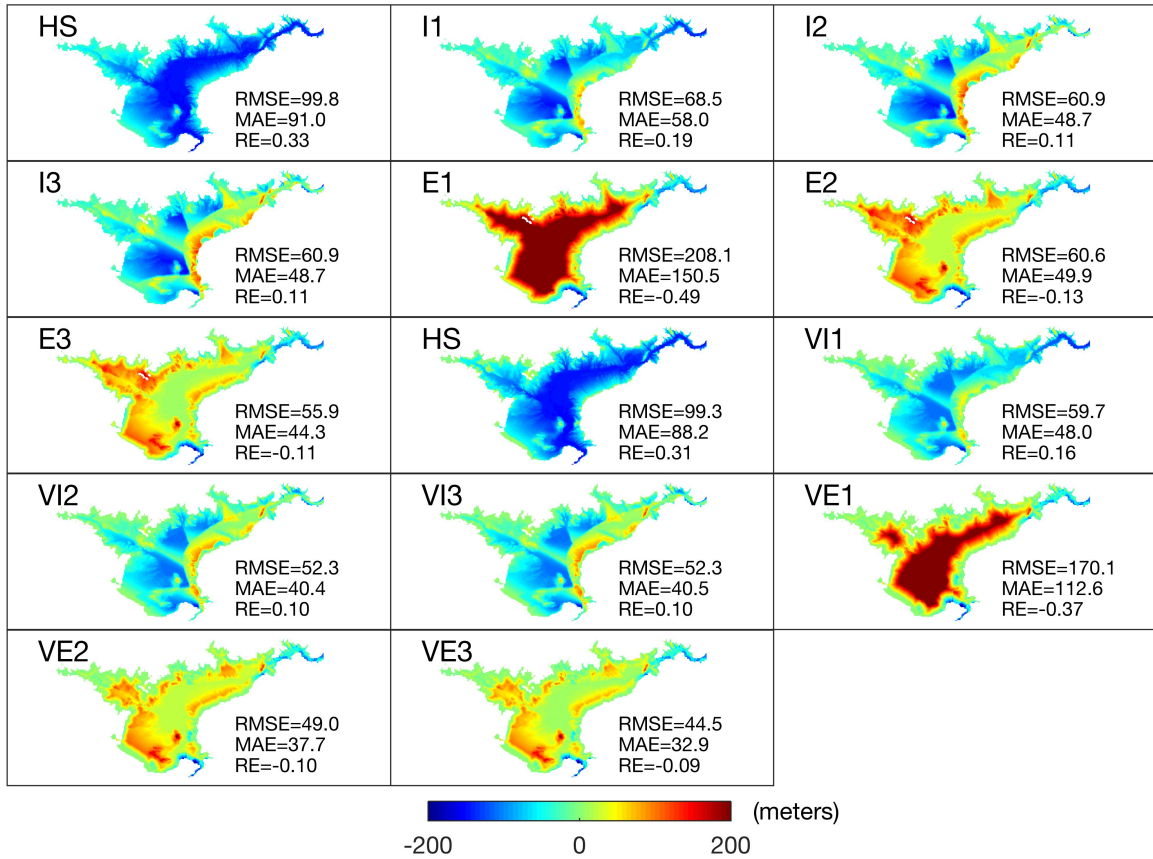 HS
RMSE=99.8
MAE=91.0
RE=0.33
I1
RMSE=68.5
MAE=58.0
RE=0.19
I2
RMSE=60.9
MAE=48.7
RE=0.11
I3
RMSE=60.9
MAE=48.7
RE=0.11
E1
RMSE=208.1
MAE=150.5
RE=-0.49
E2
RMSE=60.6
MAE=49.9
RE=-0.13
E3
RMSE=55.9
MAE=44.3
RE=-0.11
HS
RMSE=99.3
MAE=88.2
RE=0.31
VI1
RMSE=59.7
MAE=48.0
RE=0.16
VI2
RMSE=52.3
MAE=40.4
RE=0.10
VI3
RMSE=52.3
MAE=40.5
RE=0.10
VE1
RMSE=170.1
MAE=112.6
RE=-0.37
VE2
RMSE=49.0
MAE=37.7
RE=-0.10
VE3
RMSE=44.5
MAE=32.9
RE=-0.09
(meters)
-200 0 200